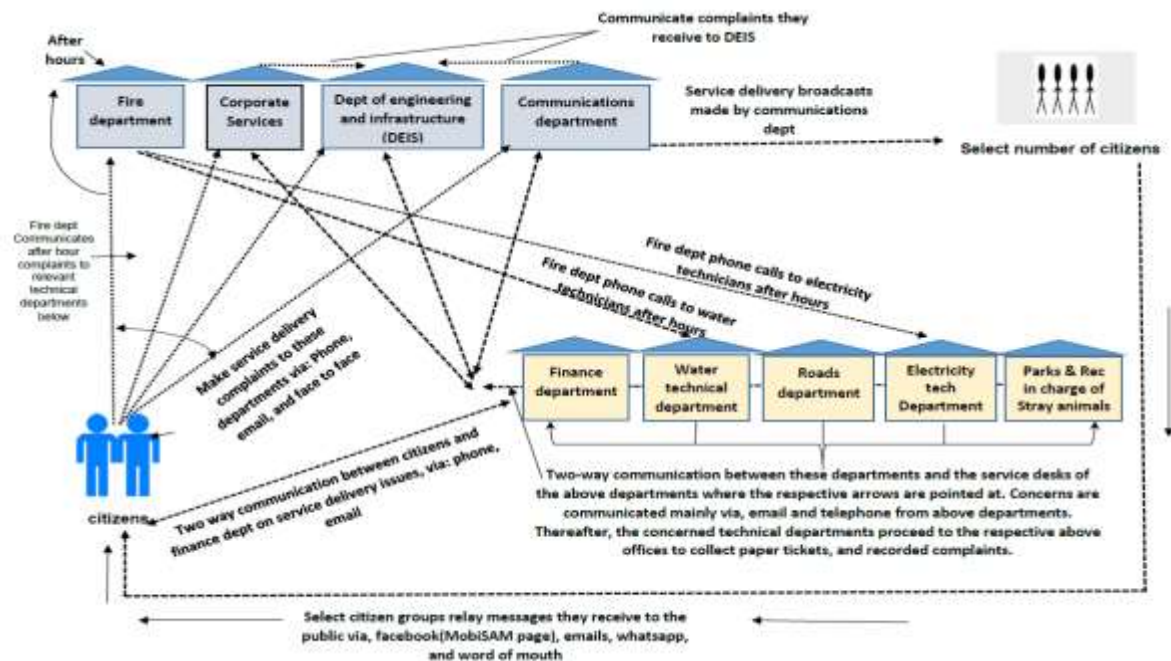 Communicate complaints they
receive to DEIS
After
hours
Fire
department
Corporate
Services
Dept of engineering
and infrastructure
(DEIS)
Communications
department
Service delivery broadcasts
made by communications
dept
Select number of citizens
Fire dept
Communicates
after hour
complaints to
relevant
technical
departments
below
Make service delivery
complaints to these
departments via: Phone,
email, and face to face
Fire dept phone calls to electricity
technicians after hours
Fire dept phone calls to water
technicians after hours
Finance
department
Water
technical
department
Roads
department
Electricity
tech
Department
Parks & Rec
in charge of
Stray animals
Two way communication between citizens and
finance dept on service delivery issues, via: phone,
email
citizens
Two-way communication between these departments and the service desks of
the above departments where the respective arrows are pointed at. Concerns are
communicated mainly via, email and telephone from above departments.
Thereafter, the concerned technical departments proceed to the respective above
offices to collect paper tickets, and recorded complaints.
Select citizen groups relay messages they receive to the
public via, facebook(MobiSAM page), emails, whatsapp,
and word of mouth